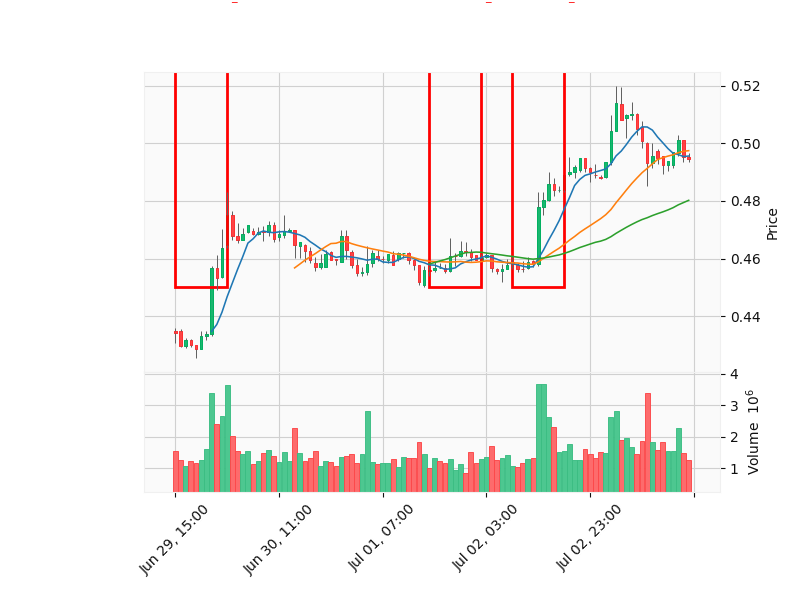 0.52
0.50
0.48
0.46
0.44
Price
4
3
2
1
Volume 10^6
Jun 29, 15:00
Jun 30, 11:00
Jul 01, 07:00
Jul 02, 03:00
Jul 02, 23:00